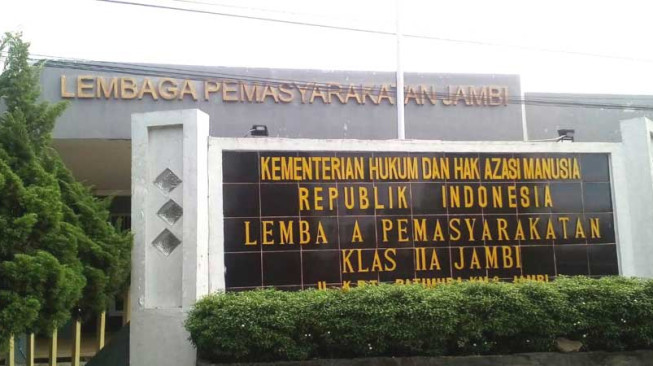 LEMBAGA PEMASYARAKATAN JAMBI
KEMENTERIAN HUKUM DAN HAK AZASI MANUSIA
REPUBLIK INDONESIA
LEMBA A PEMASYARAKATAN
KLAS IIA JAMBI